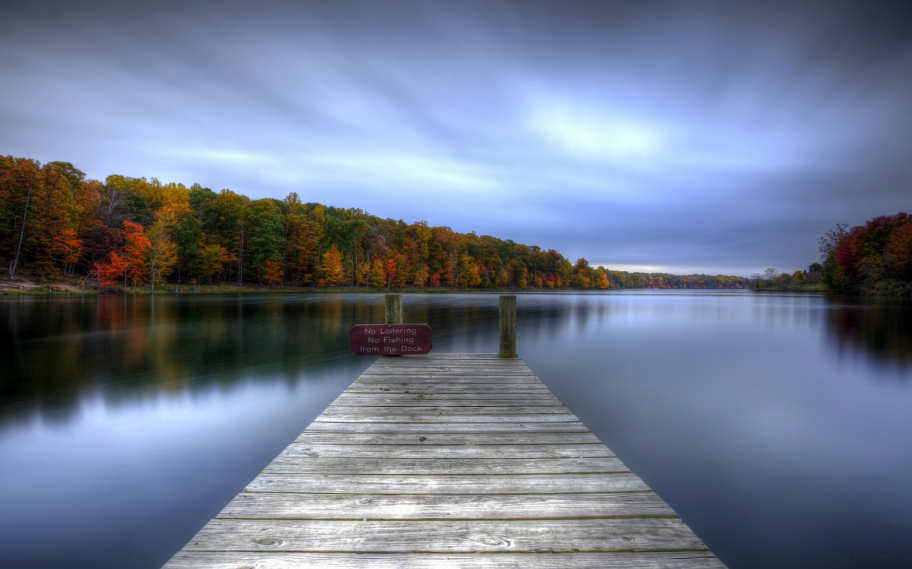 No Loitering
No Fishing
from the Dock